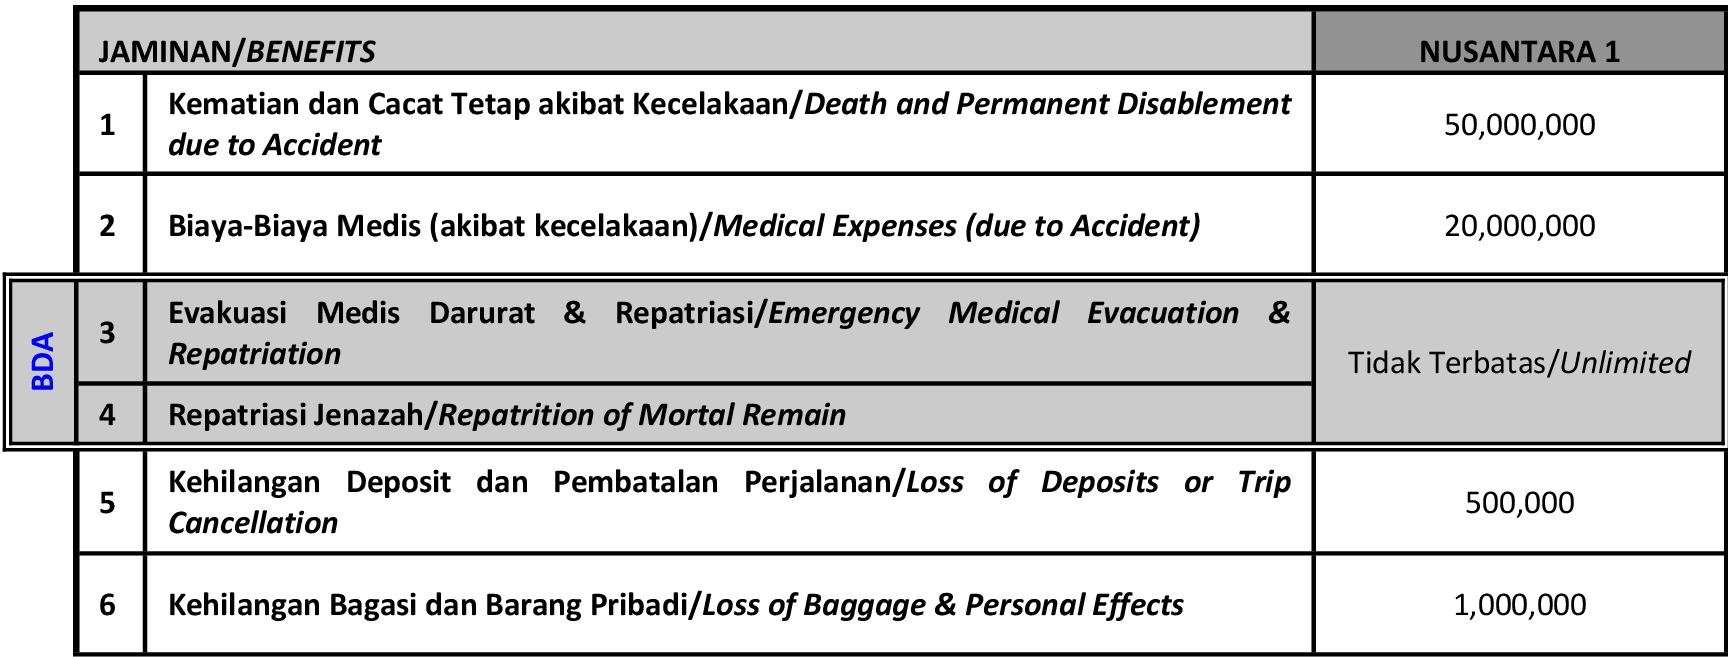 JAMINAN/BENEFITS NUSANTARA 1
1 Kematian dan Cacat Tetap akibat Kecelakaan/Death and Permanent Disablement
due to Accident 50,000,000
2 Biaya-Biaya Medis (akibat kecelakaan)/Medical Expenses (due to Accident) 20,000,000
BDA
3 Evakuasi Medis Darurat & Repatriasi/Emergency Medical Evacuation &
Repatriation
Tidak Terbatas/Unlimited
4 Repatriasi Jenazah/Repatrition of Mortal Remain
5 Kehilangan Deposit dan Pembatalan Perjalanan/Loss of Deposits or Trip
Cancellation 500,000
6 Kehilangan Bagasi dan Barang Pribadi/Loss of Baggage & Personal Effects 1,000,000